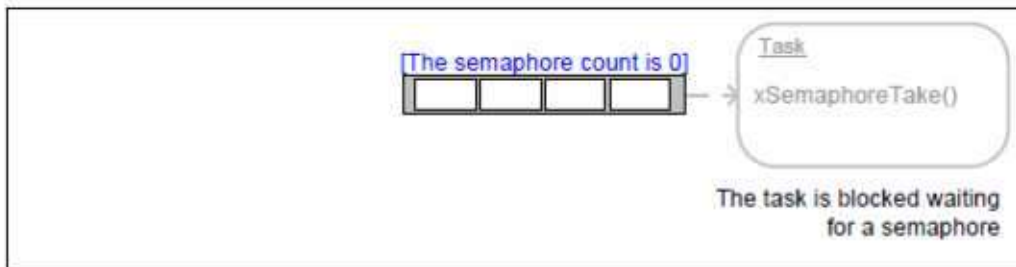 [The semaphore count is 0]
Task
xSemaphoreTake()
The task is blocked waiting
for a semaphore